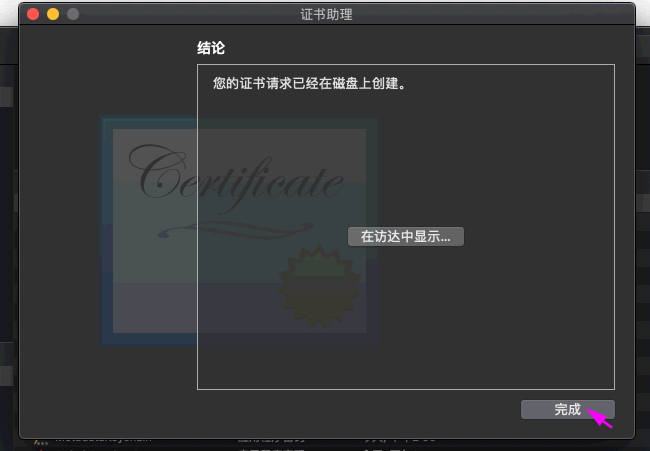 证书助理
结论
您的证书请求已经在磁盘上创建。
Certificate
在访达中显示...
完成